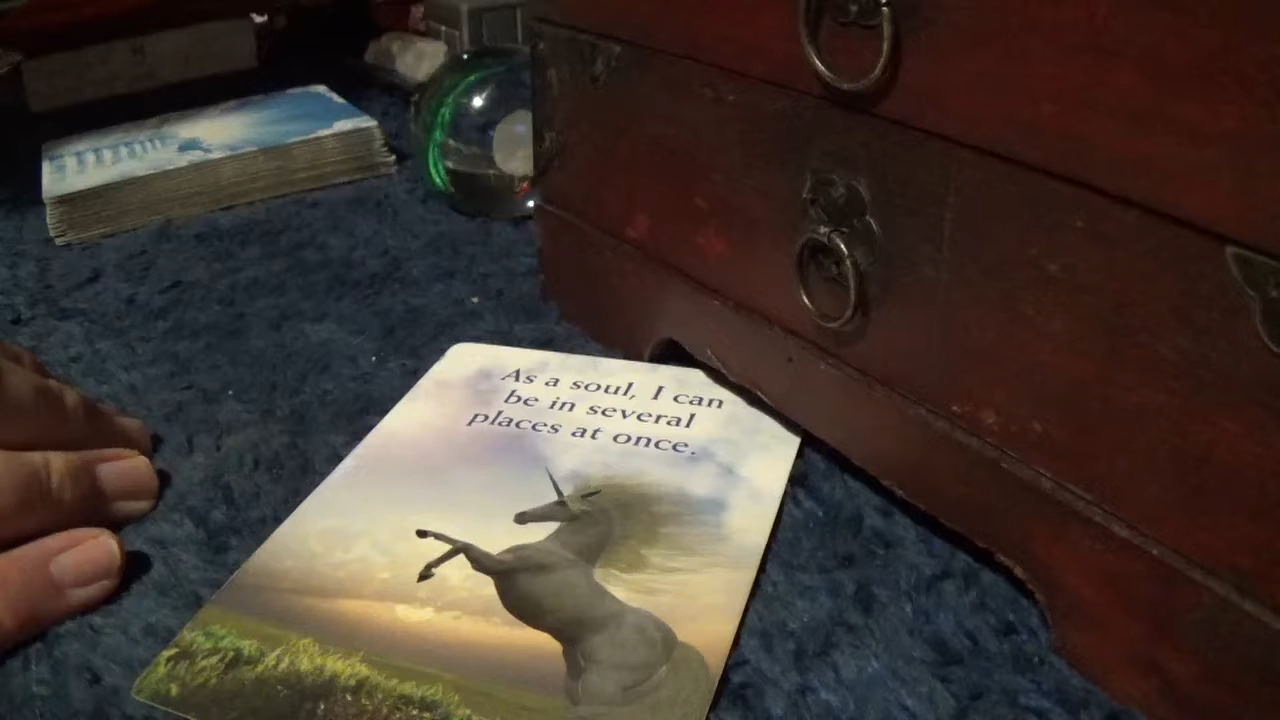 As a soul, I can
be in several
places at once.